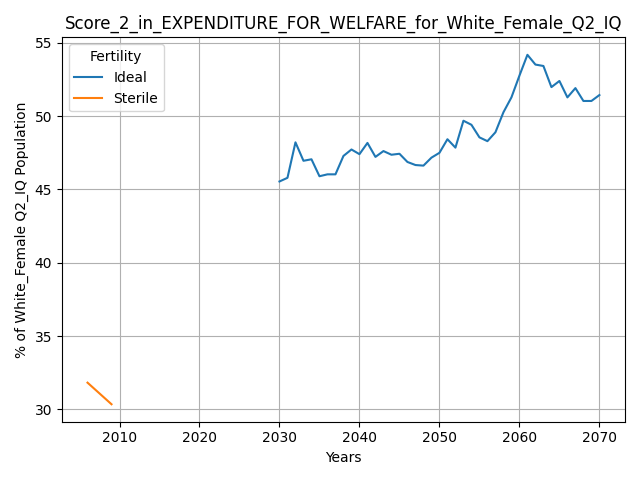 Score_2_in_EXPENDITURE_FOR_WELFARE_for_White_Female_Q2_IQ
Fertility
Ideal
Sterile
% of White_Female Q2_IQ Population
55
50
45
40
35
30
2010 2020 2030 2040 2050 2060 2070
Years